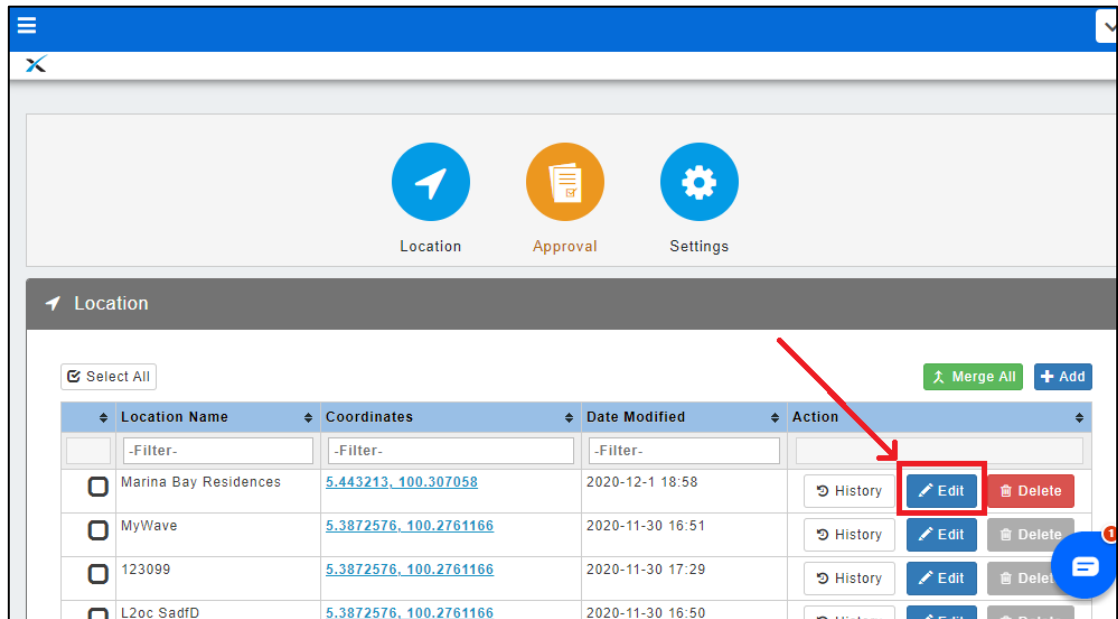 Location Approval Settings
Location
Select All Merge All Add
Location Name Coordinates Date Modified Action
-Filter- -Filter- -Filter-
Marina Bay Residences 5.443213, 100.307058 2020-12-1 18:58 History Edit Delete
MyWave 5.3872576, 100.2761166 2020-11-30 16:51 History Edit Delete
1
123099 5.3872576, 100.2761166 2020-11-30 17:29 History Edit
L2oc SadfD 5.3872576, 100.2761166 2020-11-30 16:50